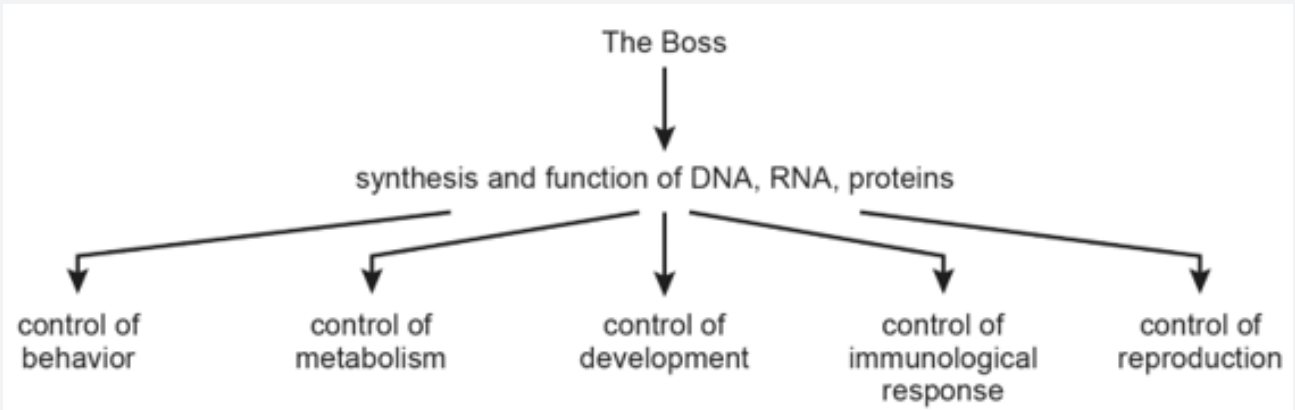 The Boss
synthesis and function of DNA, RNA, proteins
control of
behavior
control of
metabolism
control of
development
control of
immunological
response
control of
reproduction